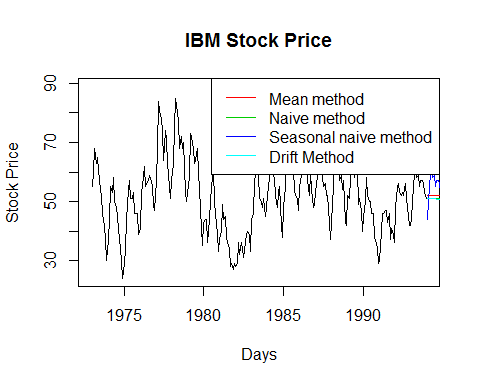 IBM Stock Price
Stock Price
90
70
50
30
Mean method
Naive method
Seasonal naive method
Drift Method
1975 1980 1985 1990
Days